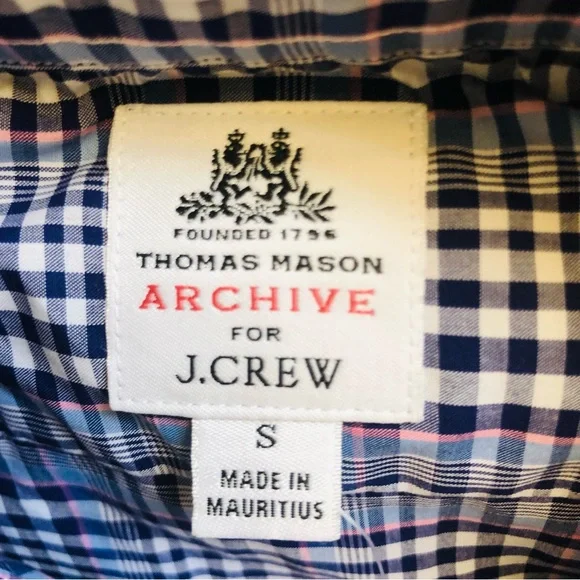 FOUNDED 1796
THOMAS MASON
ARCHIVE
FOR
J.CREW
S
MADE IN
MAURITIUS